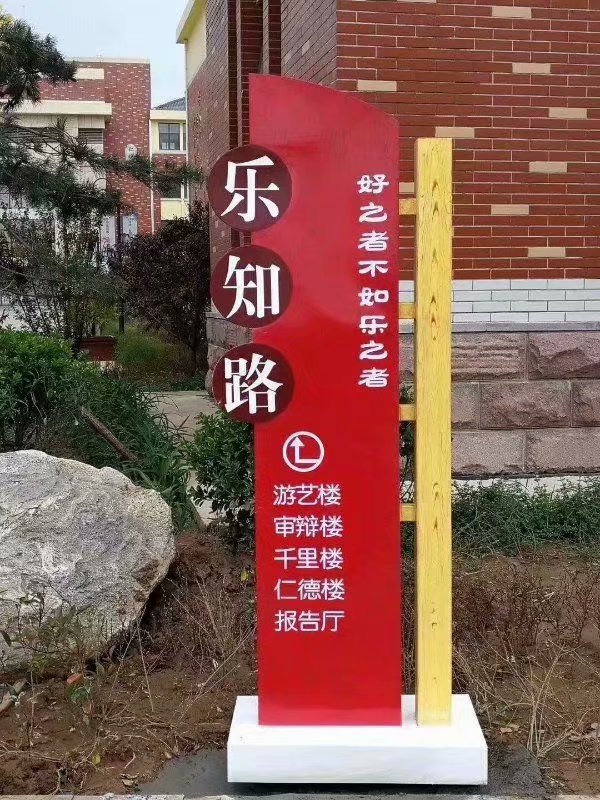 乐知路
好之者不如乐之者
游艺楼
审辩楼
千里楼
仁德楼
报告厅